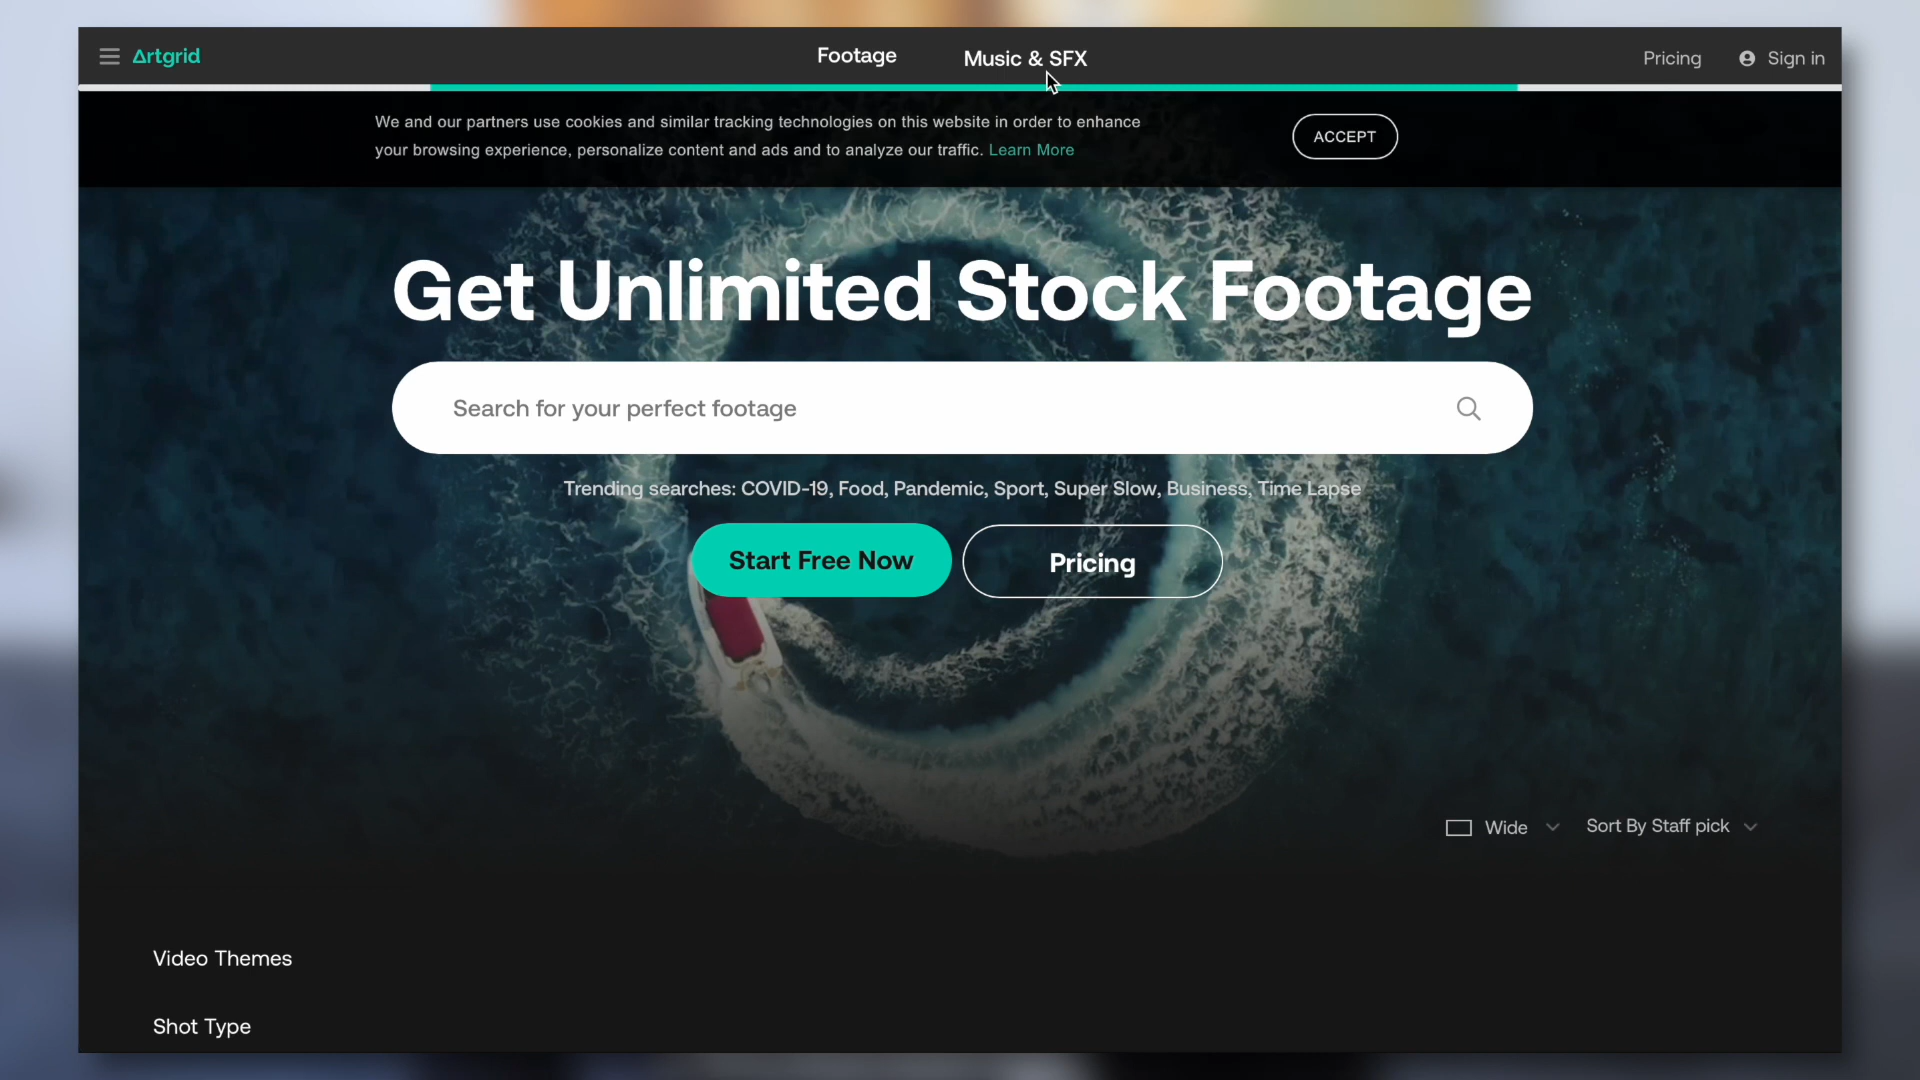 Artgrid
Footage
Music & SFX
Pricing
Sign in
We and our partners use cookies and similar tracking technologies on this website in order to enhance
your browsing experience, personalize content and ads and to analyze our traffic. Learn More
ACCEPT
Get Unlimited Stock Footage
Search for your perfect footage
Trending searches: COVID-19, Food, Pandemic, Sport, Super Slow, Business, Time Lapse
Start Free Now
Pricing
Wide
Sort By Staff pick
Video Themes
Shot Type